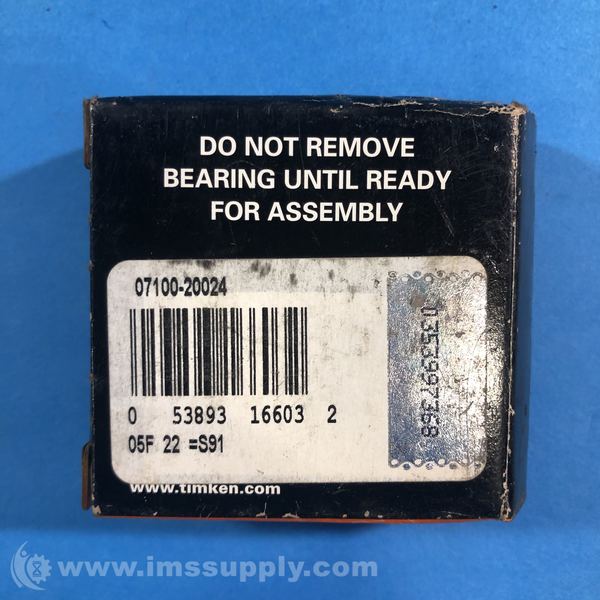 DO NOT REMOVE
BEARING UNTIL READY
FOR ASSEMBLY
07100-20024
0 53893 16603 2
05F 22 =S91
0353997368
www.timken.com
www.imssupply.com